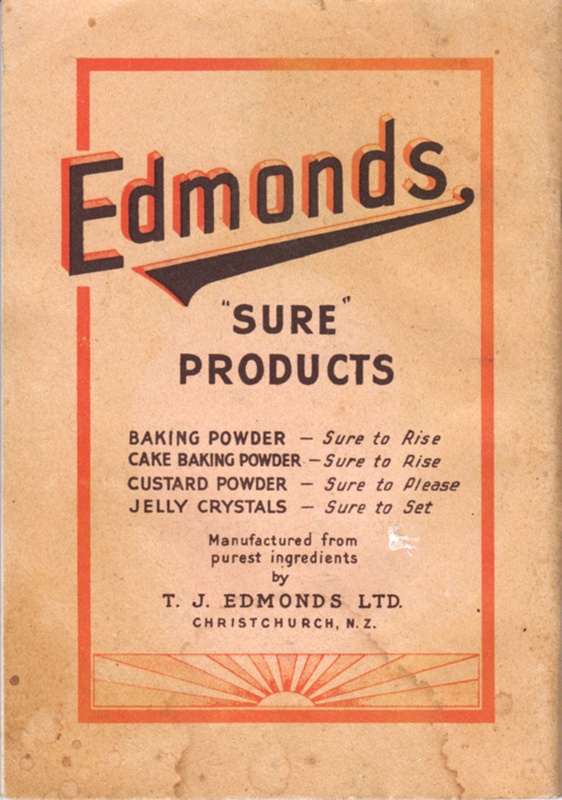 Edmonds
"SURE"
PRODUCTS
BAKING POWDER — Sure to Rise
CAKE BAKING POWDER — Sure to Rise
CUSTARD POWDER — Sure to Please
JELLY CRYSTALS — Sure to Set
Manufactured from
purest ingredients
by
T. J. EDMONDS LTD.
CHRISTCHURCH, N.Z.